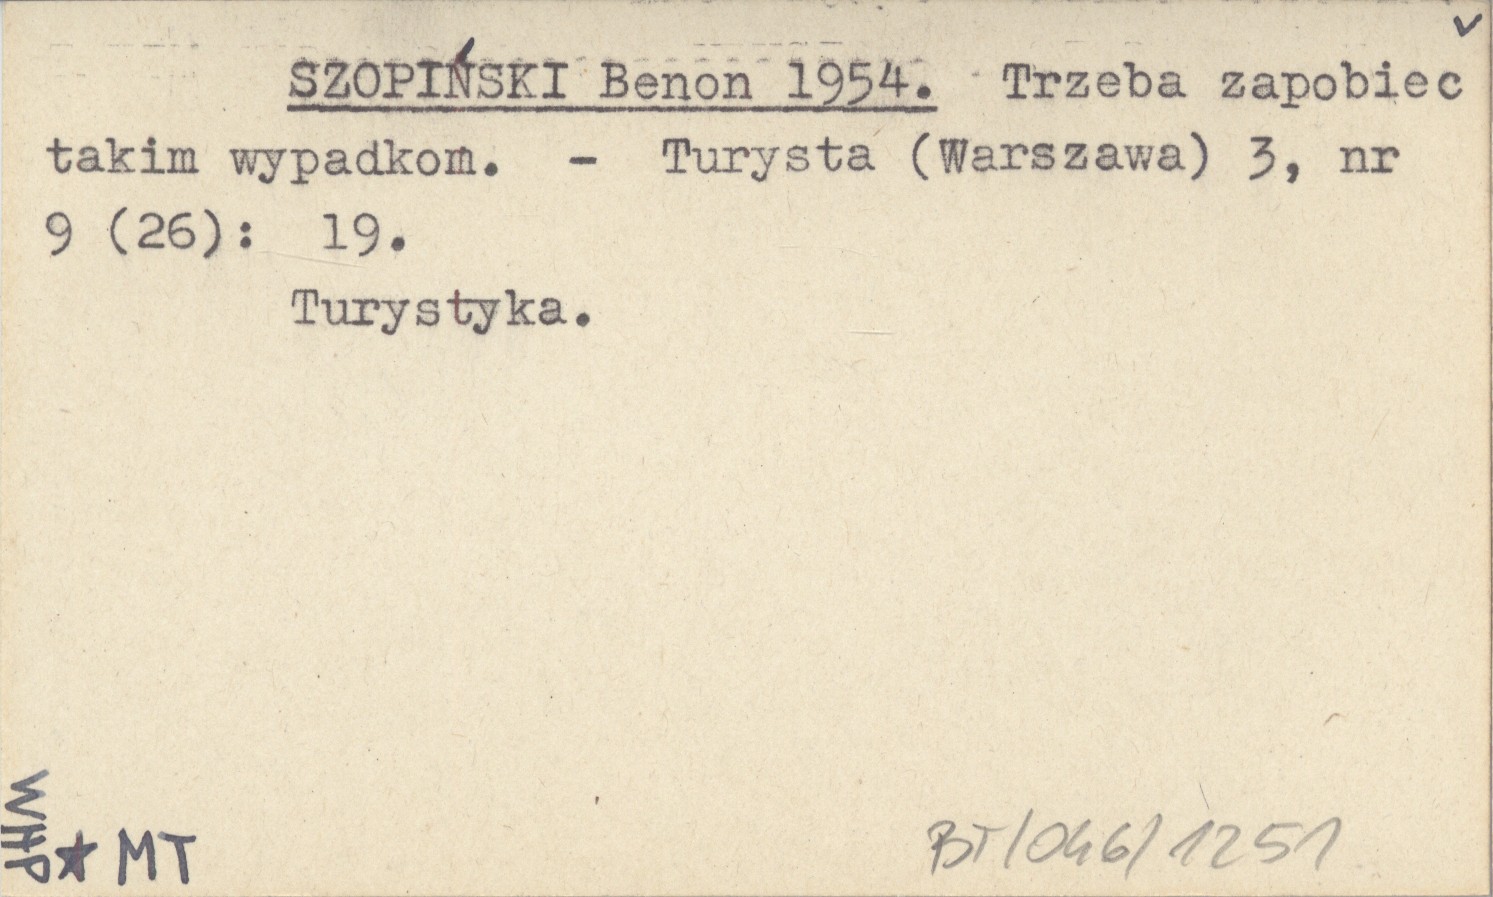 SZOPIŃSKI Benon 1954. Trzeba zapobiec
takim wypadkom. - Turysta (Warszawa) 3, nr
9 (26): 19.
Turystyka.
WHP ★ MT
BT/046/1251